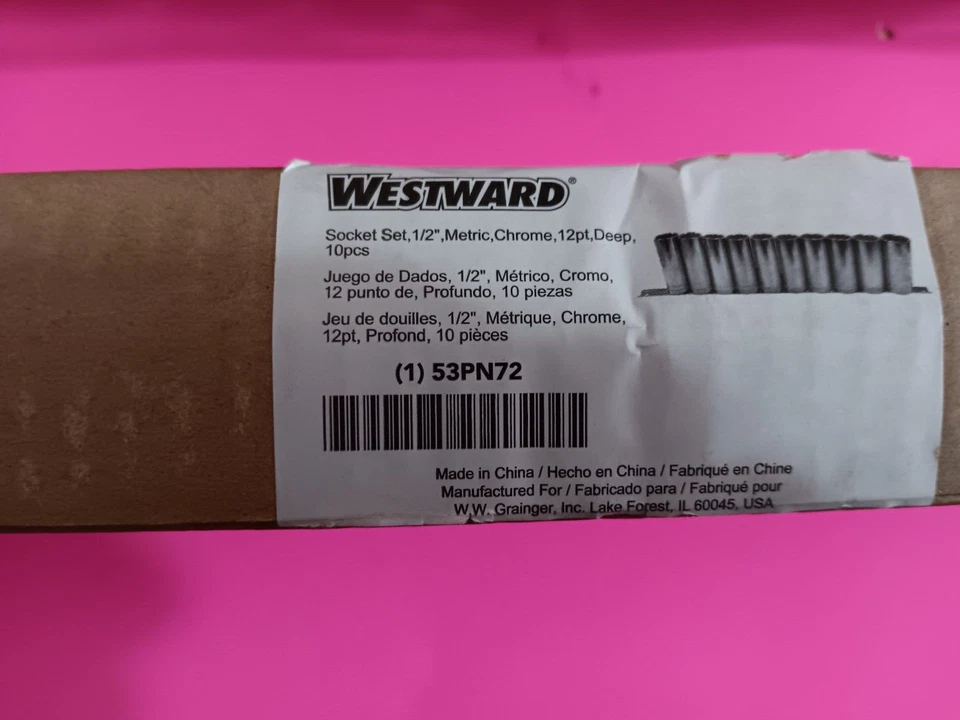 WESTWARD®
Socket Set,1/2",Metric,Chrome,12pt,Deep,
10pcs
Juego de Dados, 1/2", Métrico, Cromo,
12 punto de, Profundo, 10 piezas
Jeu de douilles, 1/2", Métrique, Chrome,
12pt, Profond, 10 pièces
(1) 53PN72
Made in China / Hecho en China / Fabriqué en Chine
Manufactured For / Fabricado para / Fabriqué pour
W.W. Grainger, Inc. Lake Forest, IL 60045, USA